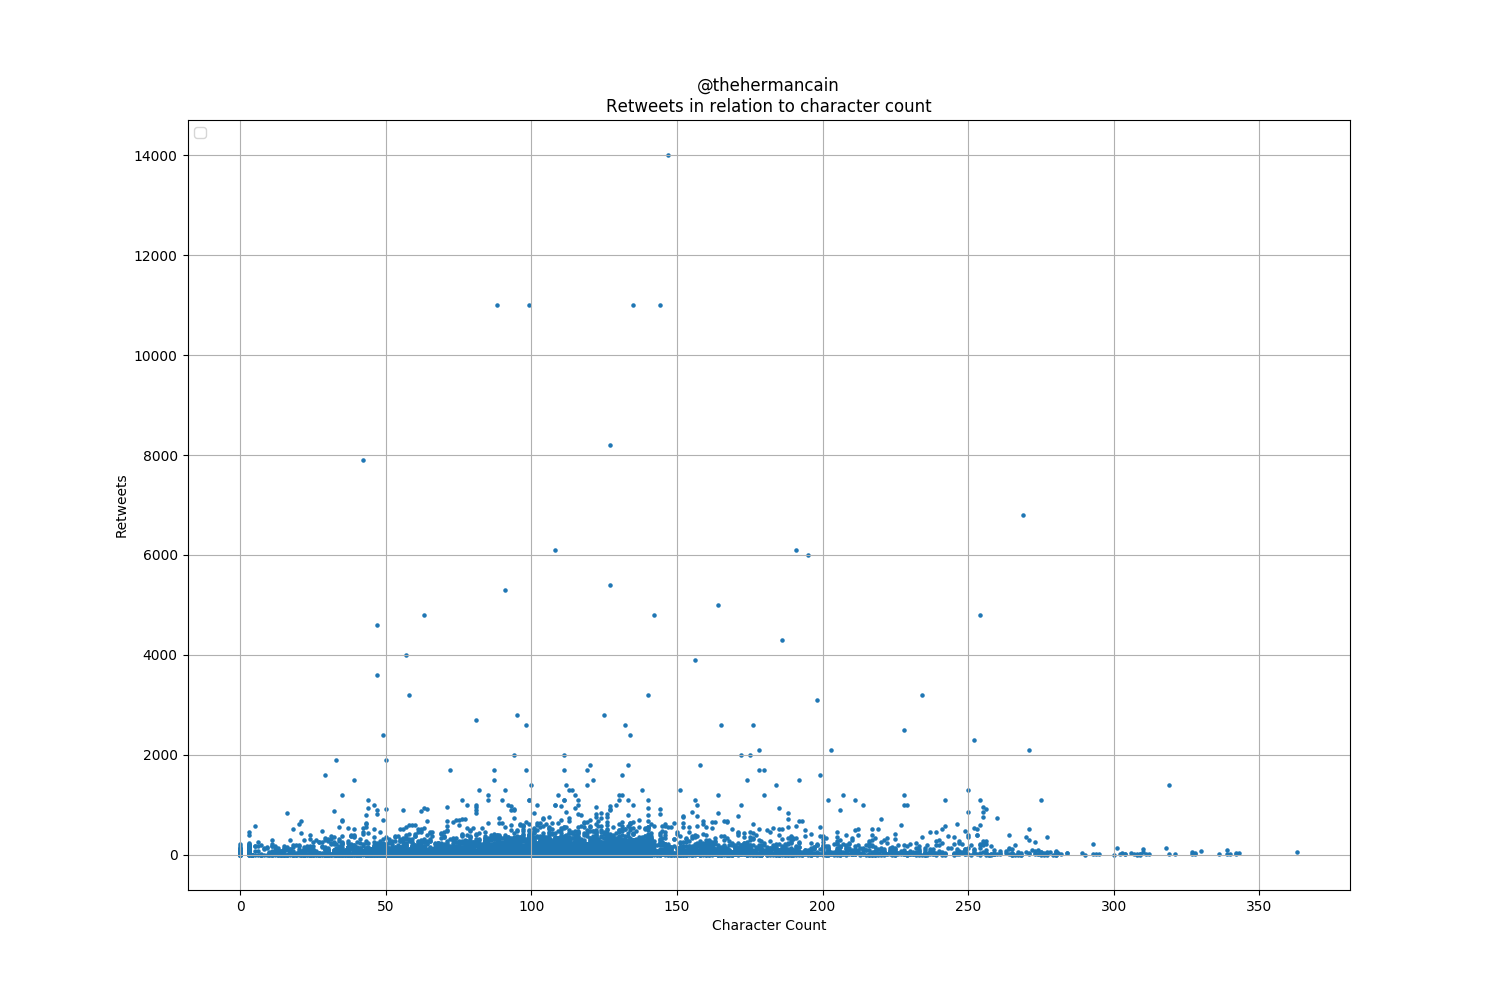 @thehermancain
Retweets in relation to character count
14000
12000
10000
8000
6000
4000
2000
0
Retweets
0 50 100 150 200 250 300 350
Character Count